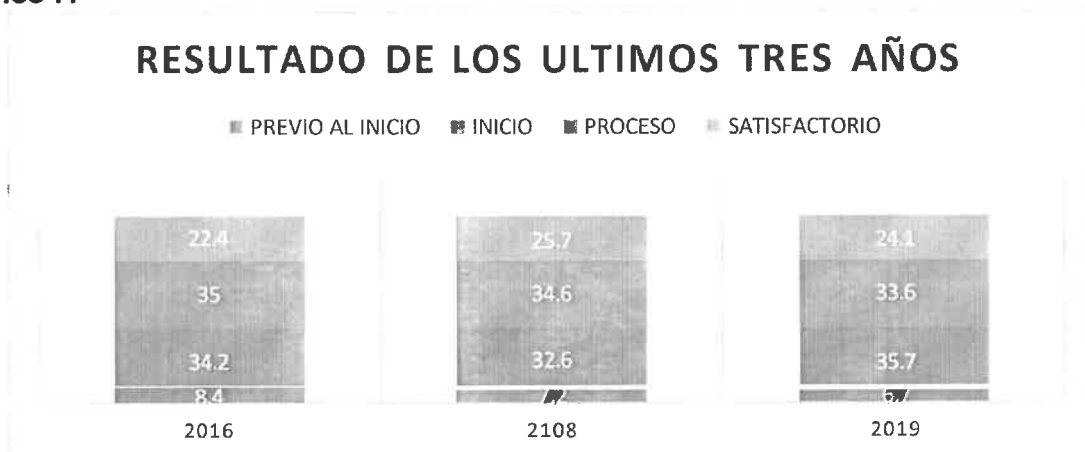 RESULTADO DE LOS ULTIMOS TRES AÑOS
PREVIO AL INICIO INICIO PROCESO SATISFACTORIO
22.4 25.7 24.1
35 34.6 33.6
34.2 32.6 35.7
8.4
2016 2108 2019